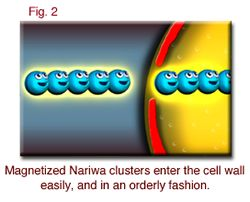 Fig. 2
Magnetized Nariwa clusters enter the cell wall
easily, and in an orderly fashion.